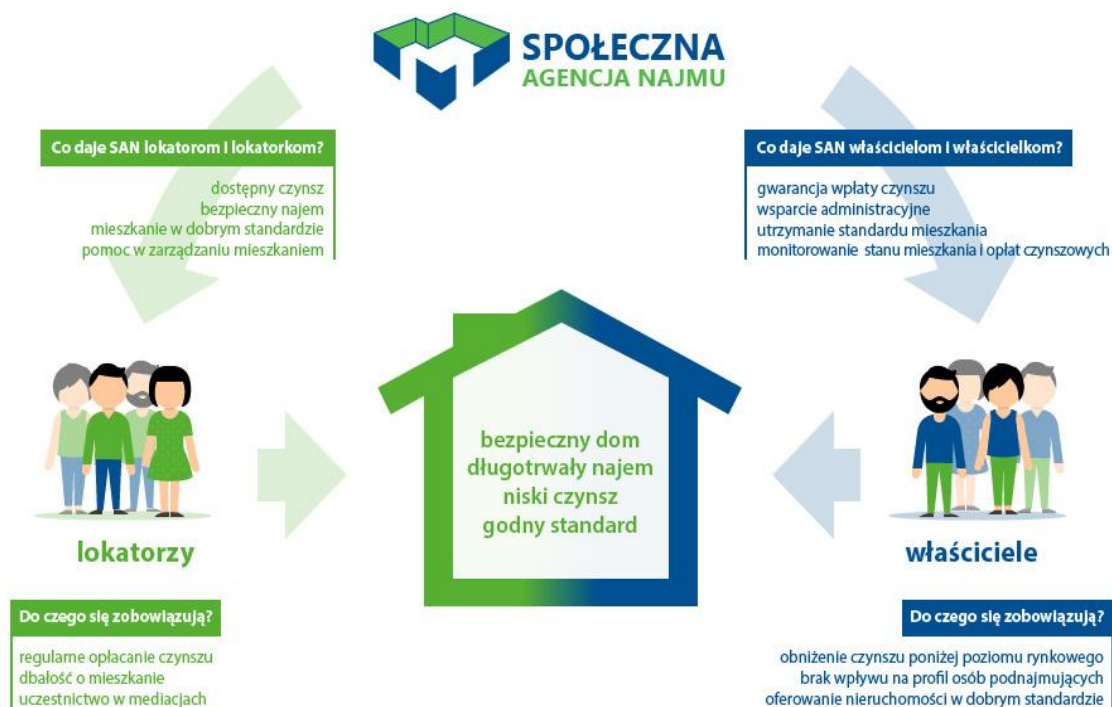 SPOŁECZNA
AGENCJA NAJMU
Co daje SAN lokatorom i lokatorkom?
dostępny czynsz
bezpieczny najem
mieszkanie w dobrym standardzie
pomoc w zarządzaniu mieszkaniem
Co daje SAN właścicielom i właścicielkom?
gwarancja wpłaty czynszu
wsparcie administracyjne
utrzymanie standardu mieszkania
monitorowanie stanu mieszkania i opłat czynszowych
bezpieczny dom
długotrwały najem
niski czynsz
godny standard
lokatorzy
właściciele
Do czego się zobowiązują?
regularne opłacanie czynszu
dbałość o mieszkanie
uczestnictwo w mediacjach
Do czego się zobowiązują?
obniżenie czynszu poniżej poziomu rynkowego
brak wpływu na profil osób podnajmujących
oferowanie nieruchomości w dobrym standardzie